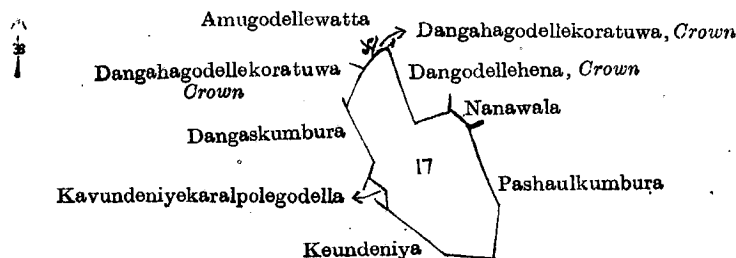 Amugodellewatta
Dangahagodellekoratuwa, Crown
Dangahagodellekoratuwa
Crown
Dangodellehena, Crown
Nanawala
Dangaskumbura
17
Pashaulkumbura
Kavundeniyekaralpolegodella
Keundeniya